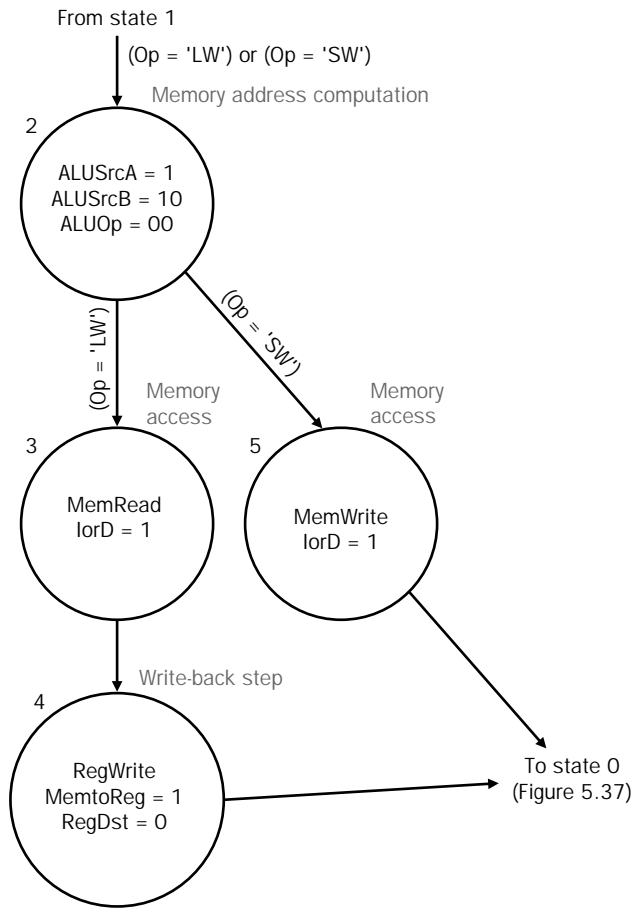 From state 1
(Op = 'LW') or (Op = 'SW')
Memory address computation
2
ALUSrcA = 1
ALUSrcB = 10
ALUOp = 00
(Op = 'LW')
(Op = 'SW')
Memory
access
3
MemRead
IorD = 1
Memory
access
5
MemWrite
IorD = 1
Write-back step
4
RegWrite
MemtoReg = 1
RegDst = 0
To state 0
(Figure 5.37)